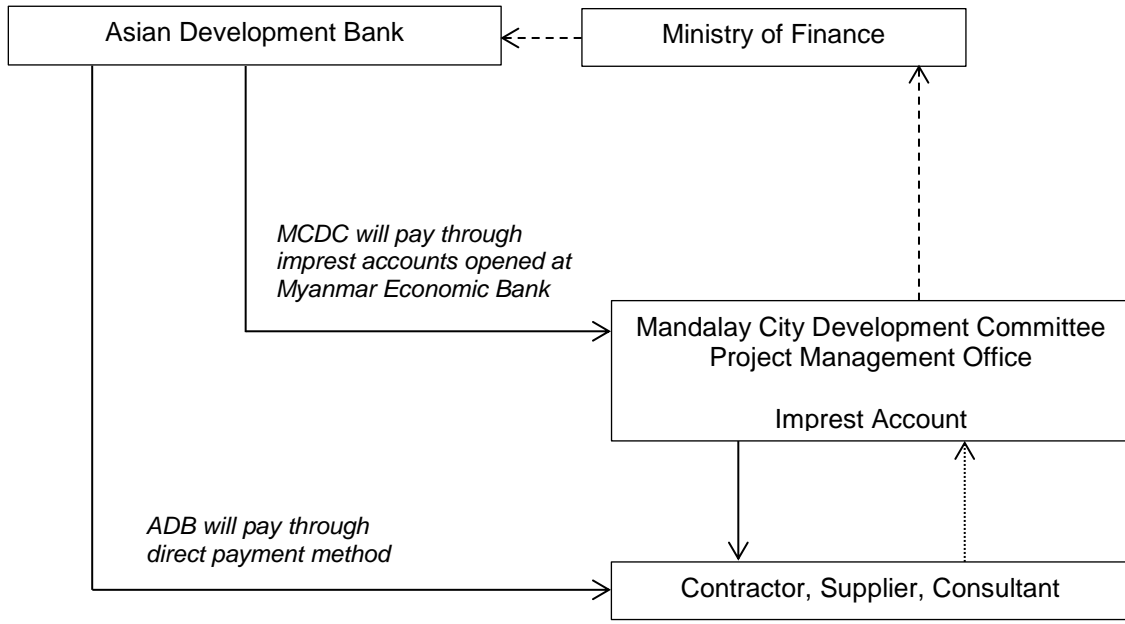 Asian Development Bank
Ministry of Finance
MCDC will pay through
imprest accounts opened at
Myanmar Economic Bank
Mandalay City Development Committee
Project Management Office
Imprest Account
ADB will pay through
direct payment method
Contractor, Supplier, Consultant